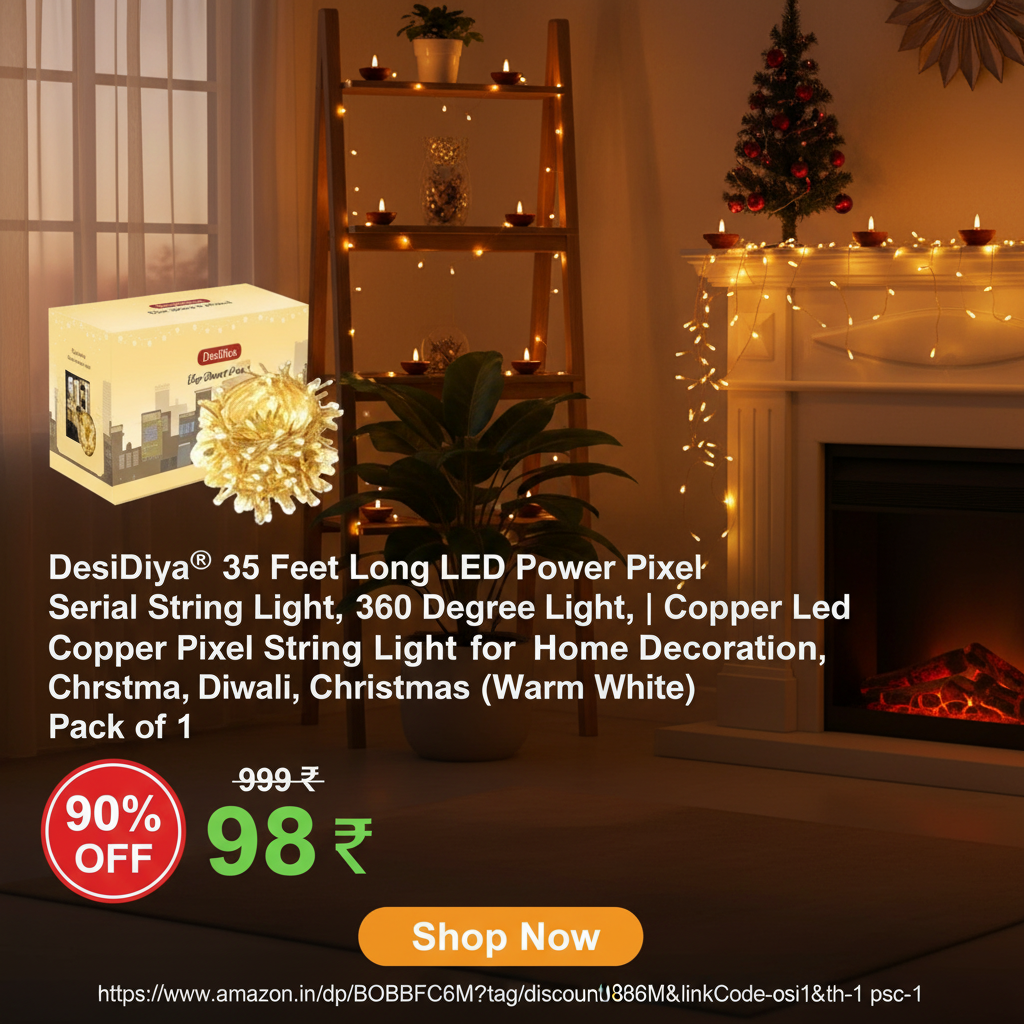 DesiDiya® 35 Feet Long LED Power Pixel
Serial String Light, 360 Degree Light, | Copper Led
Copper Pixel String Light for Home Decoration,
Chrstma, Diwali, Christmas (Warm White)
Pack of 1
90%
OFF
999 ₹
98 ₹
Shop Now
https://www.amazon.in/dp/BOBBFC6M?tag/discount0886M&linkCode-osi1&th-1 psc-1